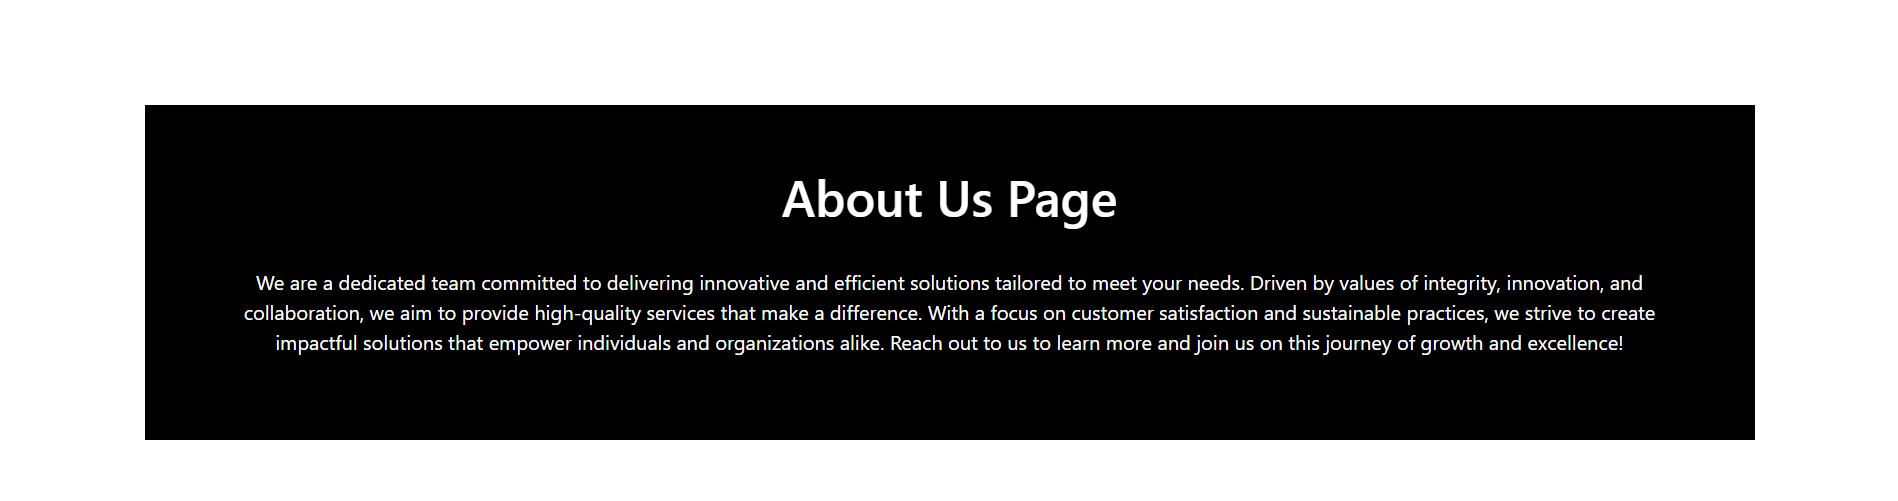 About Us Page
We are a dedicated team committed to delivering innovative and efficient solutions tailored to meet your needs. Driven by values of integrity, innovation, and
collaboration, we aim to provide high-quality services that make a difference. With a focus on customer satisfaction and sustainable practices, we strive to create
impactful solutions that empower individuals and organizations alike. Reach out to us to learn more and join us on this journey of growth and excellence!